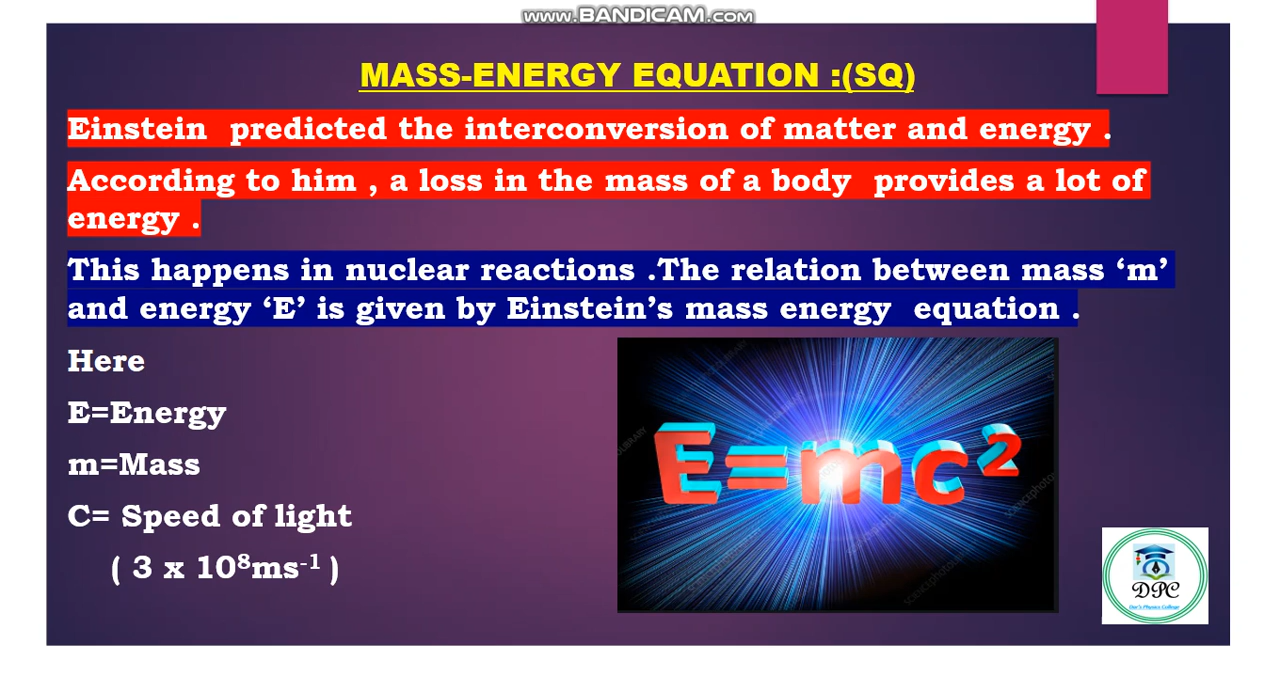 www.BANDICAM.com
MASS-ENERGY EQUATION :(SQ)
Einstein predicted the interconversion of matter and energy .
According to him , a loss in the mass of a body provides a lot of
energy .
This happens in nuclear reactions .The relation between mass ‘m’
and energy ‘E’ is given by Einstein’s mass energy equation .
Here
E=Energy
m=Mass
C= Speed of light
( 3 x 10⁸ms⁻¹ )
E=mc²
DPC
Dar's Physics College